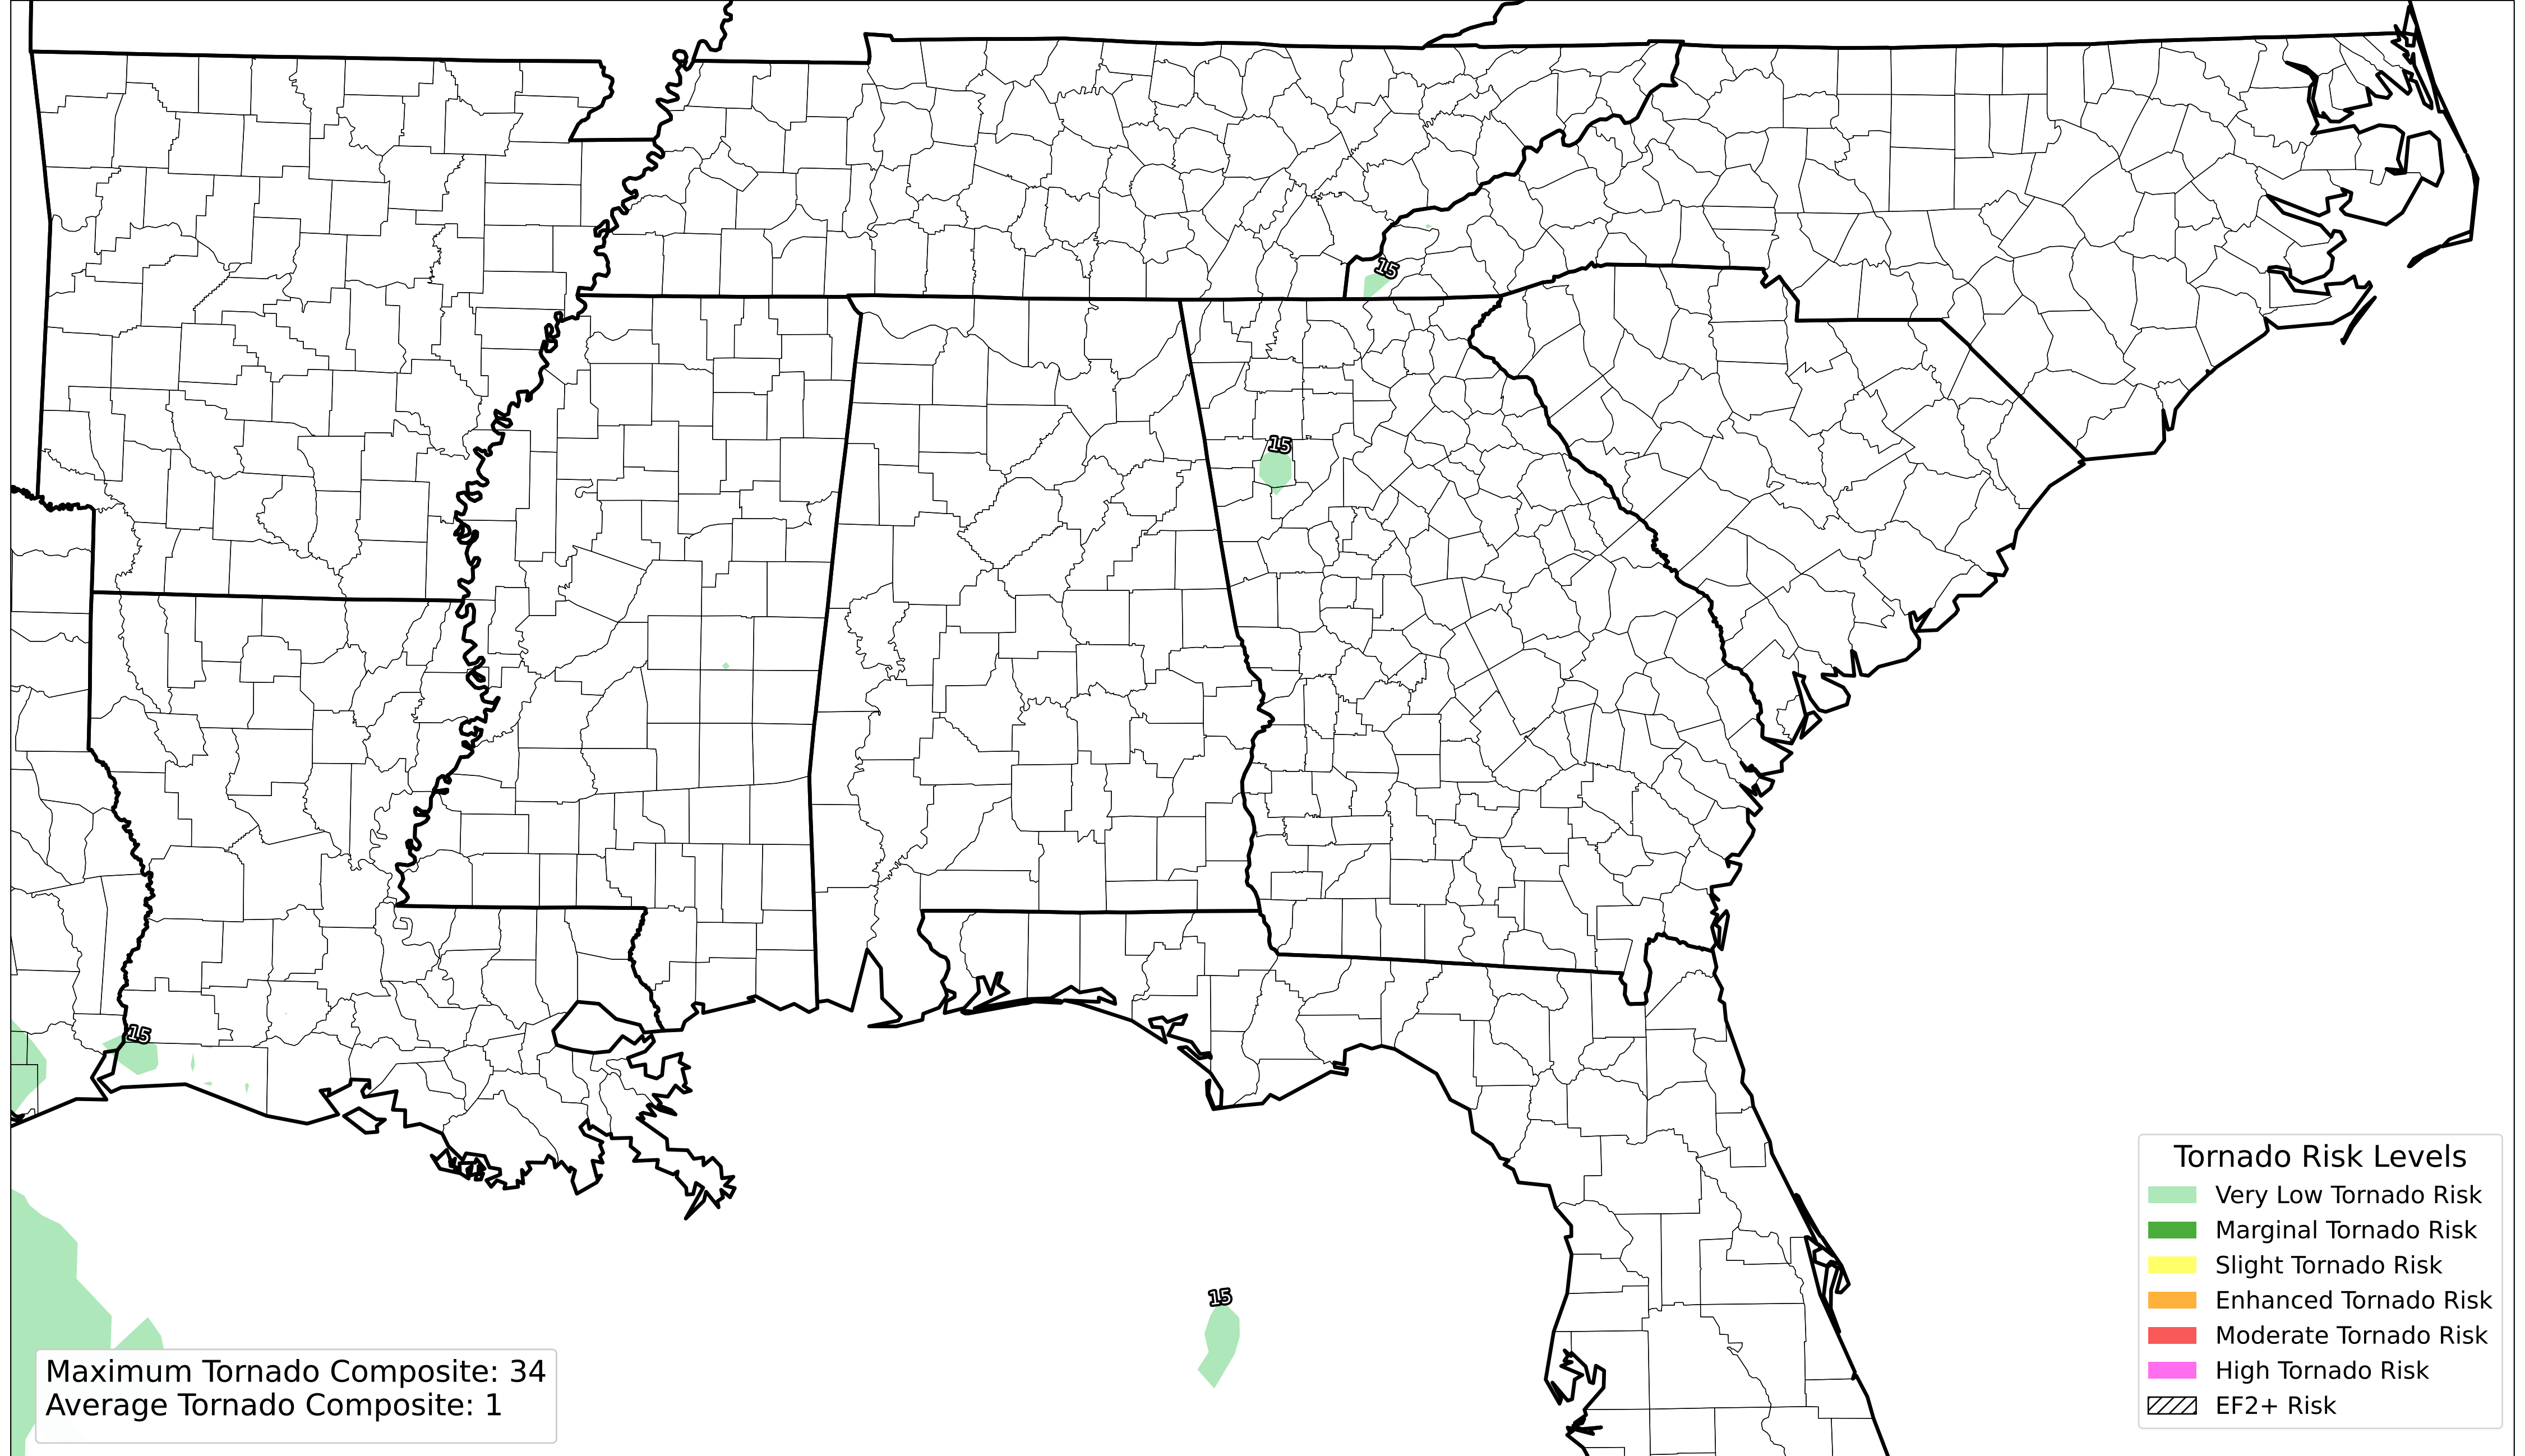 15
15
15
15
Tornado Risk Levels
Very Low Tornado Risk
Marginal Tornado Risk
Slight Tornado Risk
Enhanced Tornado Risk
Moderate Tornado Risk
High Tornado Risk
EF2+ Risk
Maximum Tornado Composite: 34
Average Tornado Composite: 1